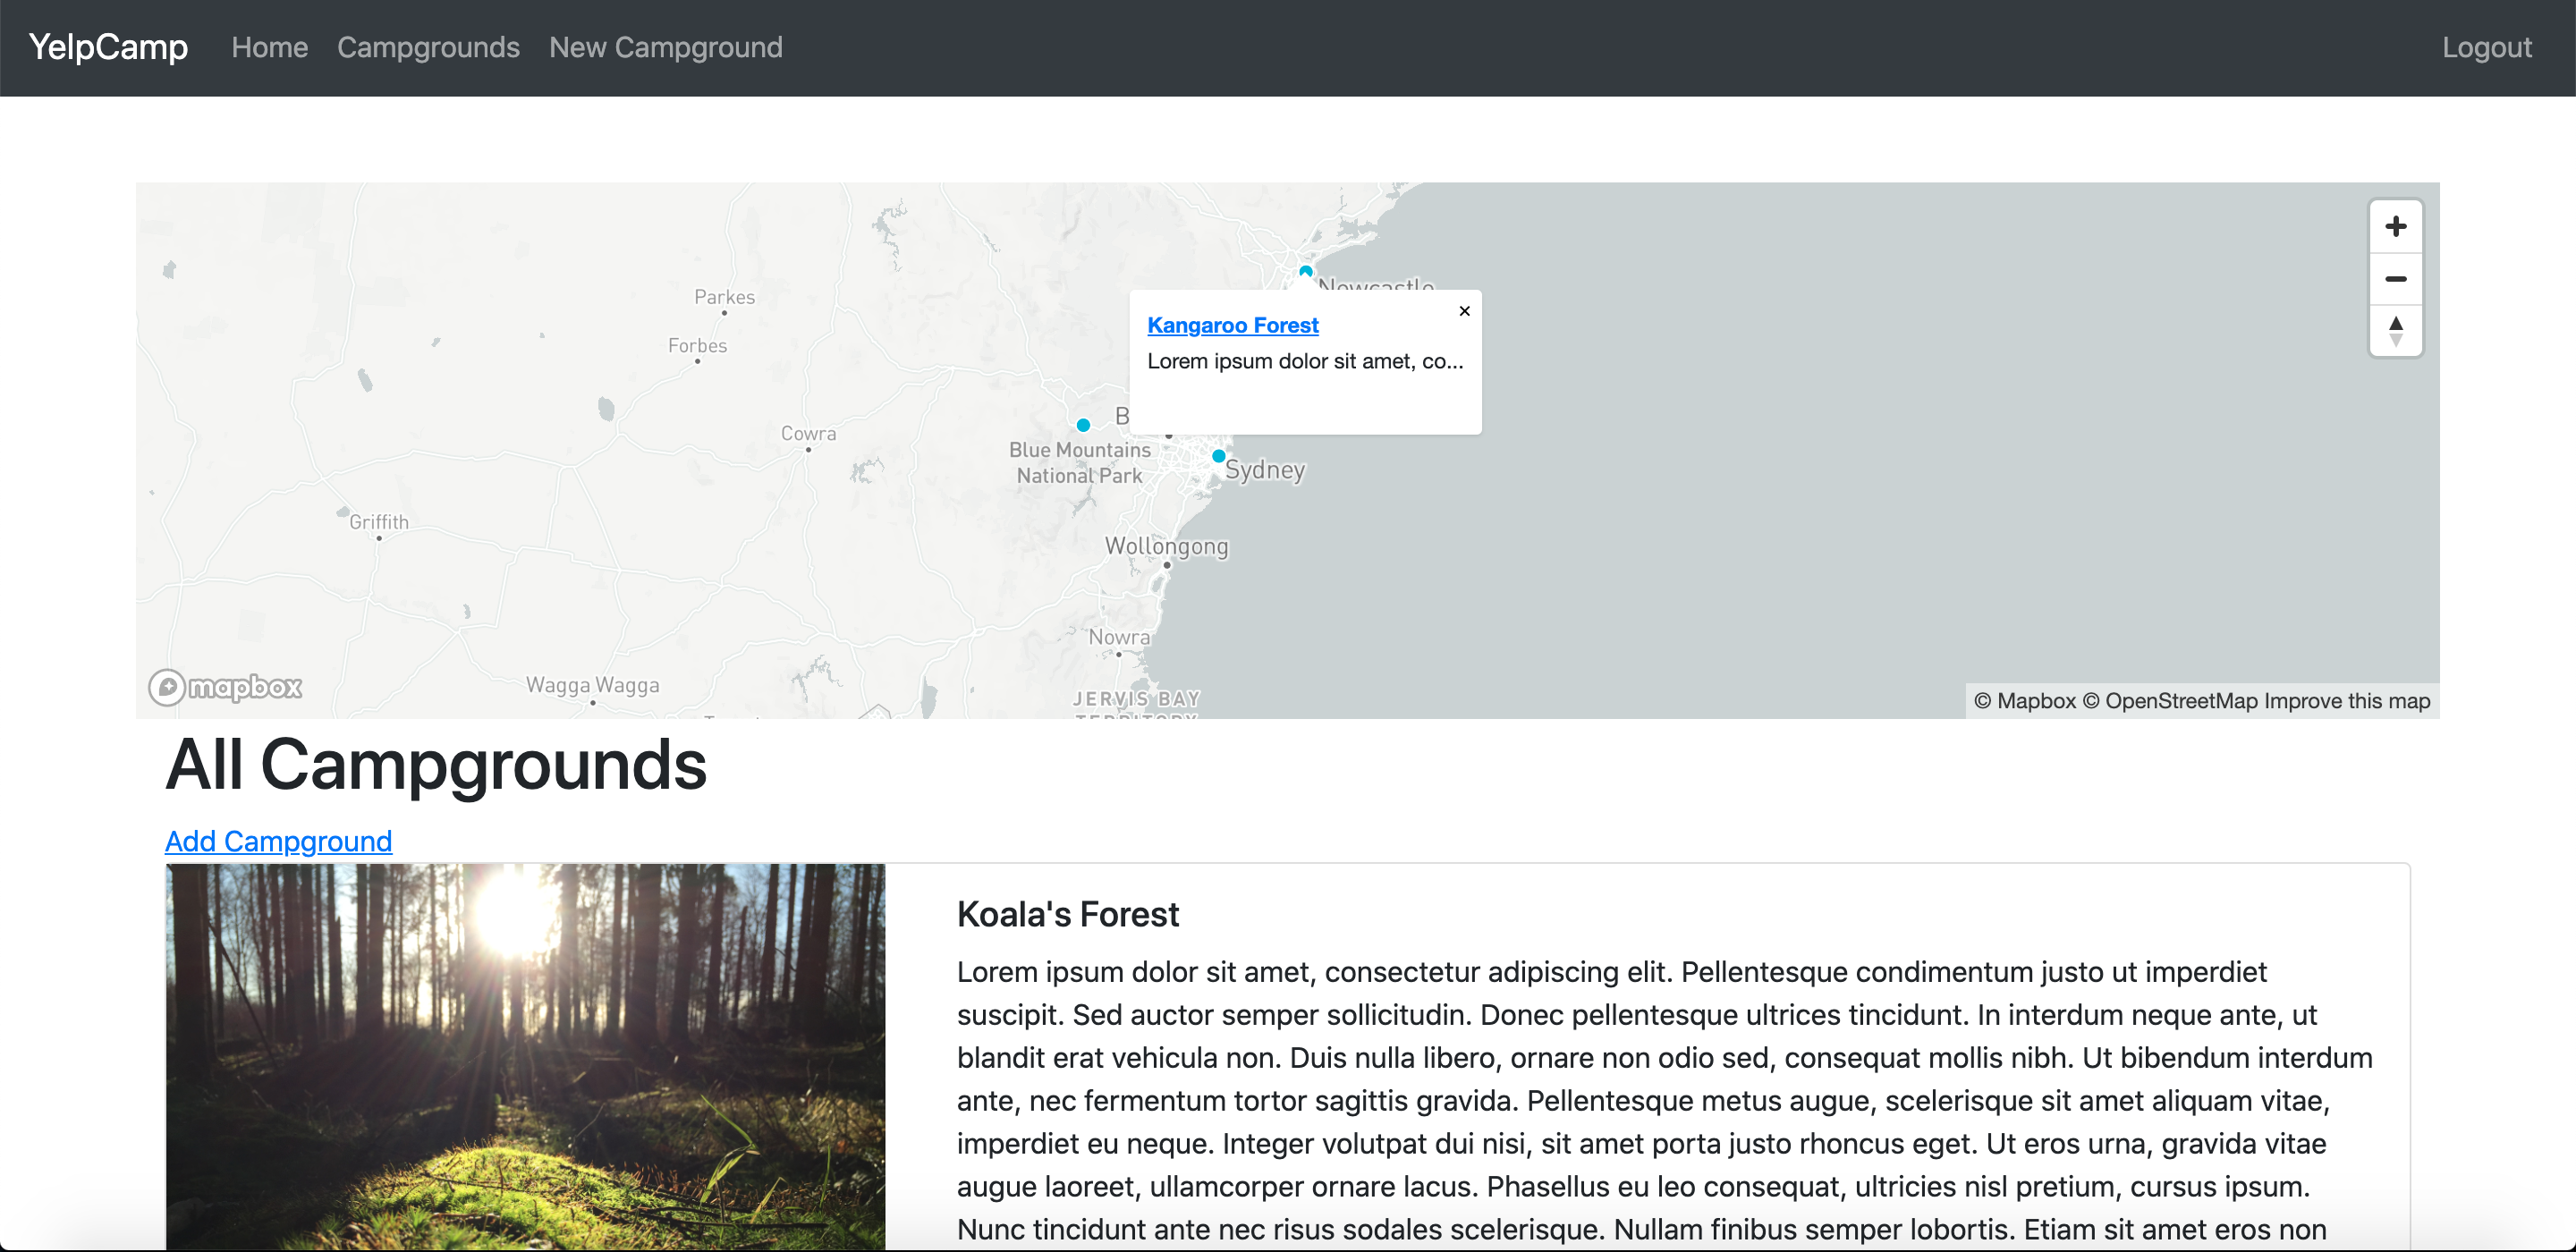 YelpCamp Home Campgrounds New Campground Logout
Newcastle
Kangaroo Forest ×
Lorem ipsum dolor sit amet, co...
Parkes
Forbes
B
Cowra
Blue Mountains
National Park
Sydney
Griffith
Wollongong
Nowra
Wagga Wagga
JERVIS BAY
TERRITORY
mapbox
© Mapbox © OpenStreetMap Improve this map
All Campgrounds
Add Campground
Koala's Forest
Lorem ipsum dolor sit amet, consectetur adipiscing elit. Pellentesque condimentum justo ut imperdiet
suscipit. Sed auctor semper sollicitudin. Donec pellentesque ultrices tincidunt. In interdum neque ante, ut
blandit erat vehicula non. Duis nulla libero, ornare non odio sed, consequat mollis nibh. Ut bibendum interdum
ante, nec fermentum tortor sagittis gravida. Pellentesque metus augue, scelerisque sit amet aliquam vitae,
imperdiet eu neque. Integer volutpat dui nisi, sit amet porta justo rhoncus eget. Ut eros urna, gravida vitae
augue laoreet, ullamcorper ornare lacus. Phasellus eu leo consequat, ultricies nisl pretium, cursus ipsum.
Nunc tincidunt ante nec risus sodales scelerisque. Nullam finibus semper lobortis. Etiam sit amet eros non